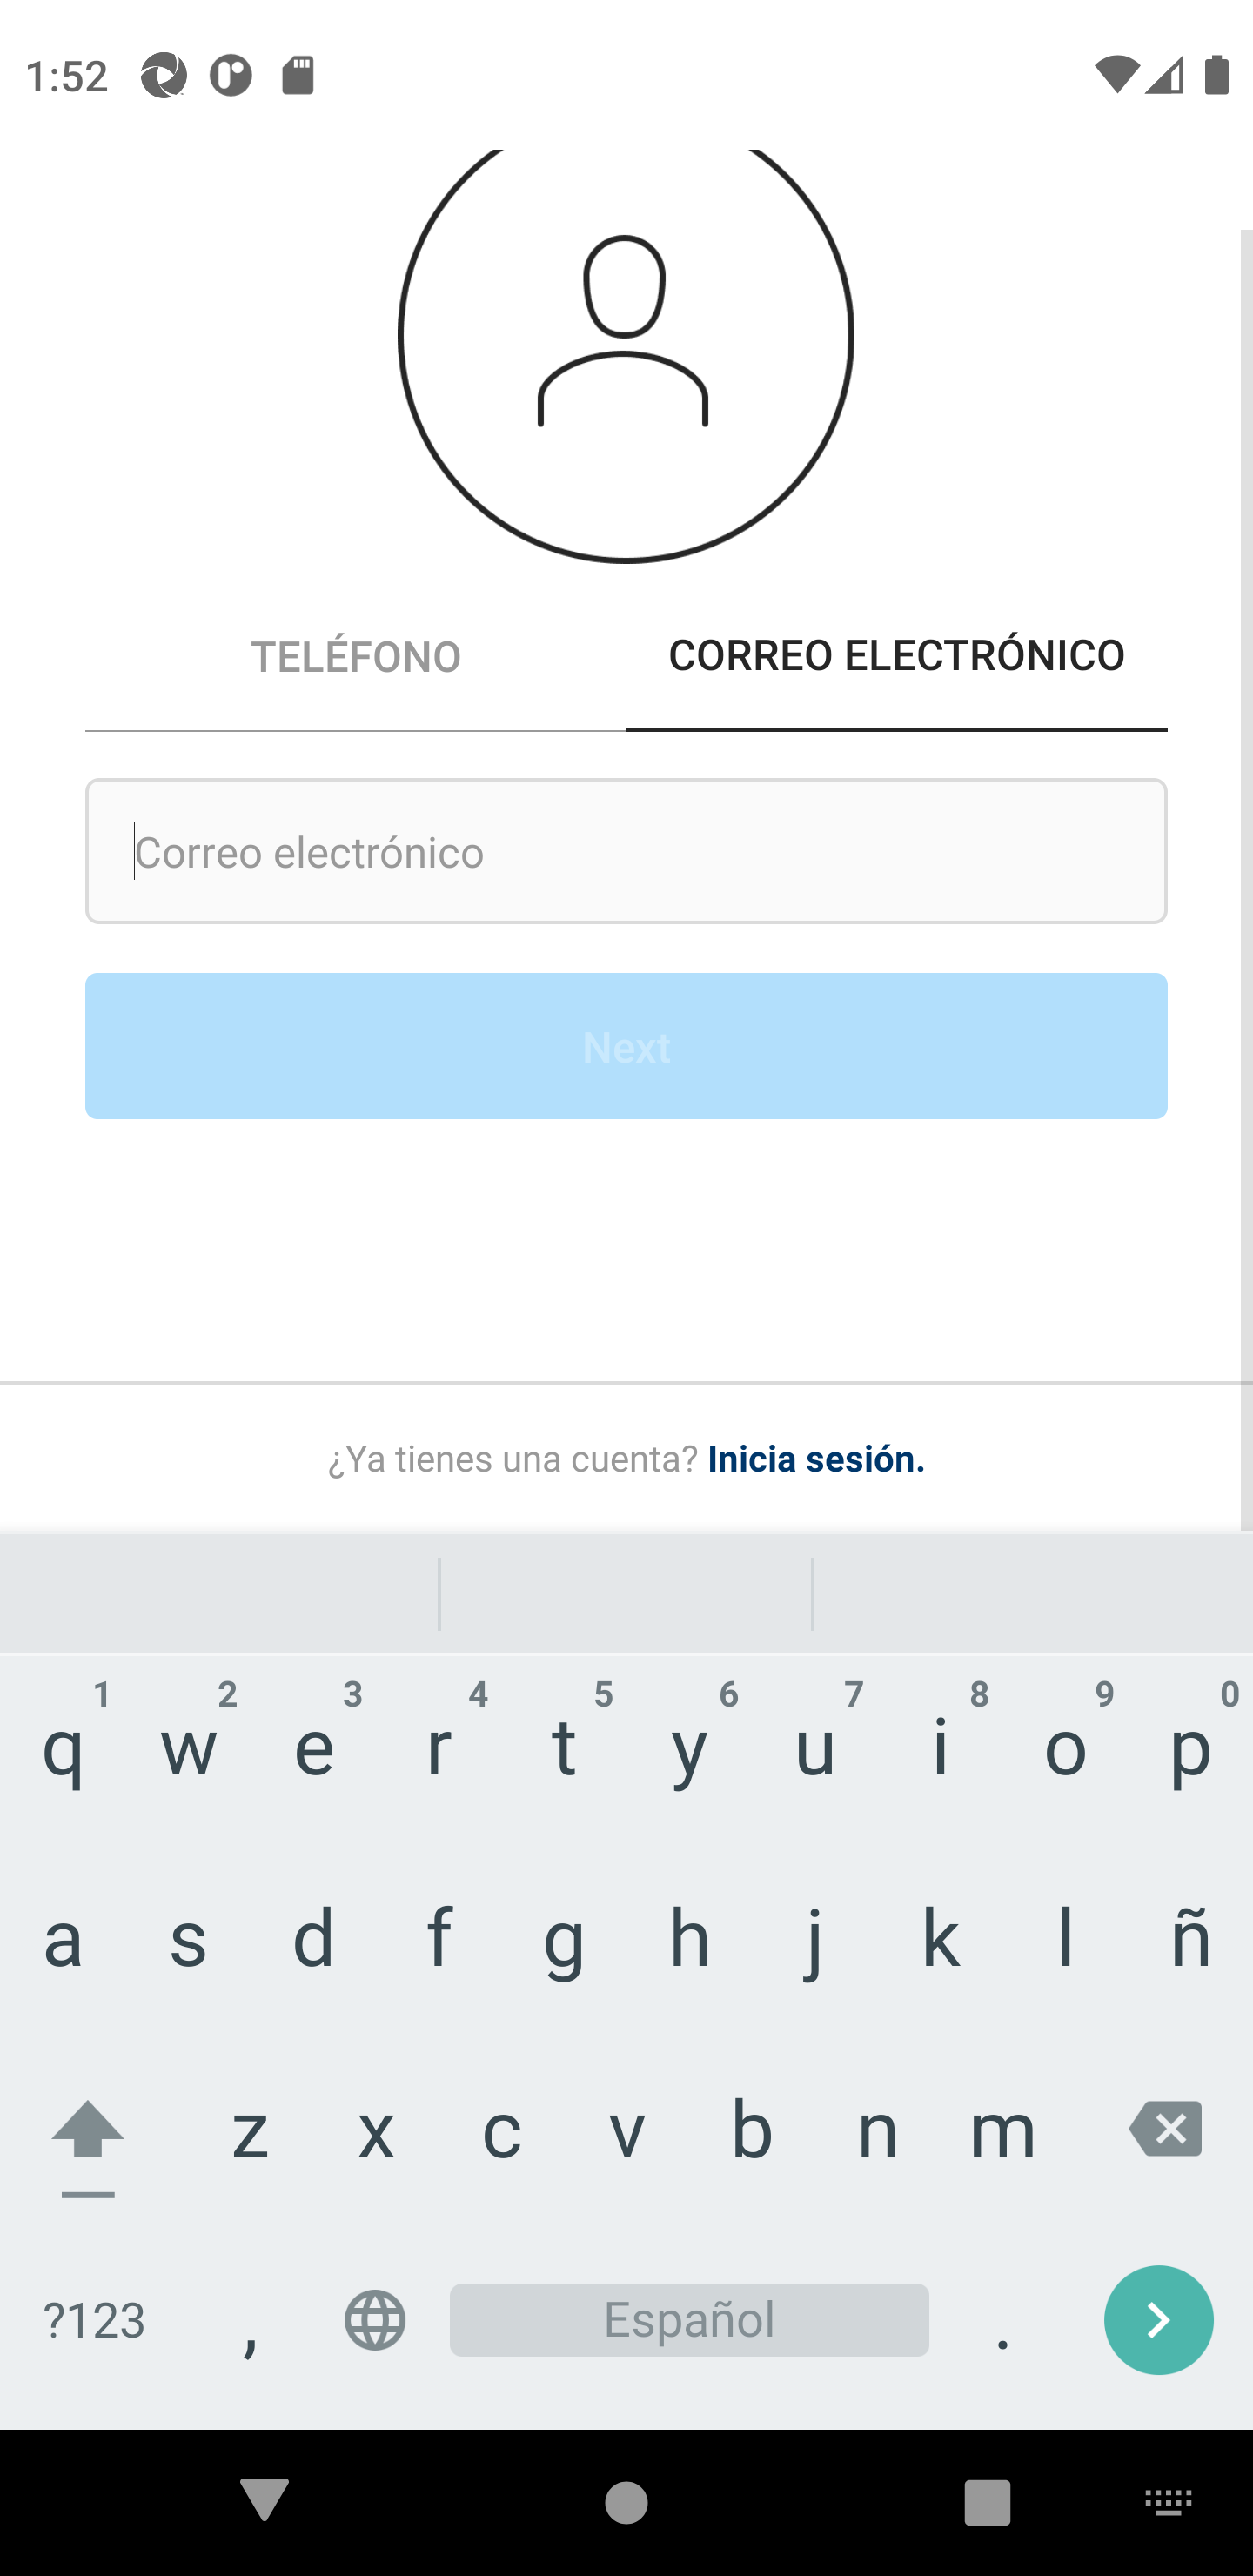 1:52
TELÉFONO CORREO ELECTRÓNICO
Correo electrónico
Next
¿Ya tienes una cuenta? Inicia sesión.
1 2 3 4 5 6 7 8 9 0
q w e r t y u i o p
a s d f g h j k l ñ
z x c v b n m
?123 , Español .